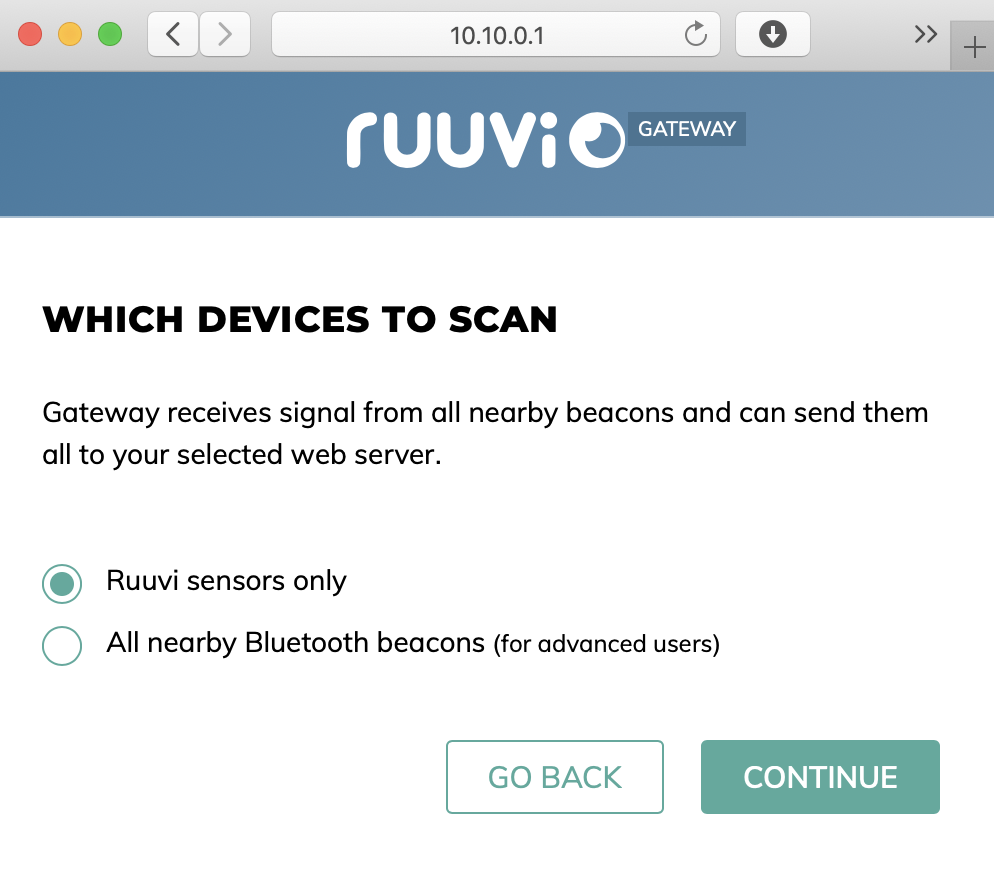 10.10.0.1
ruuvi GATEWAY
WHICH DEVICES TO SCAN
Gateway receives signal from all nearby beacons and can send them
all to your selected web server.
Ruuvi sensors only
All nearby Bluetooth beacons (for advanced users)
GO BACK CONTINUE